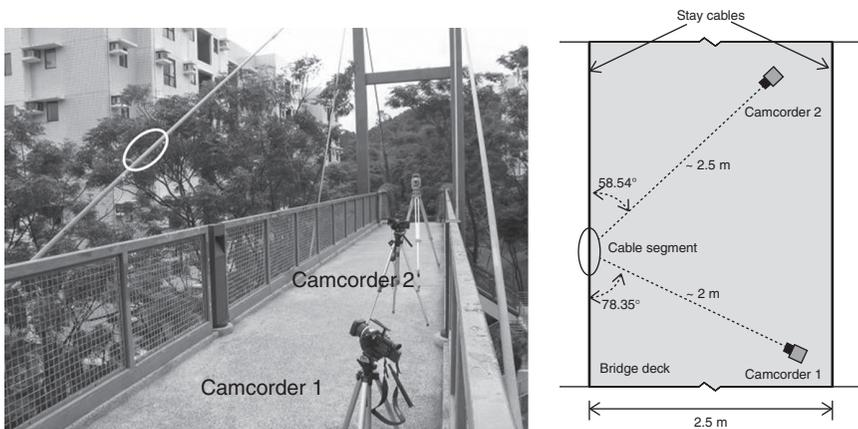 Camcorder 2
Camcorder 1
Stay cables
Camcorder 2
~ 2.5 m
58.54°
Cable segment
78.35°
~ 2 m
Bridge deck
Camcorder 1
2.5 m